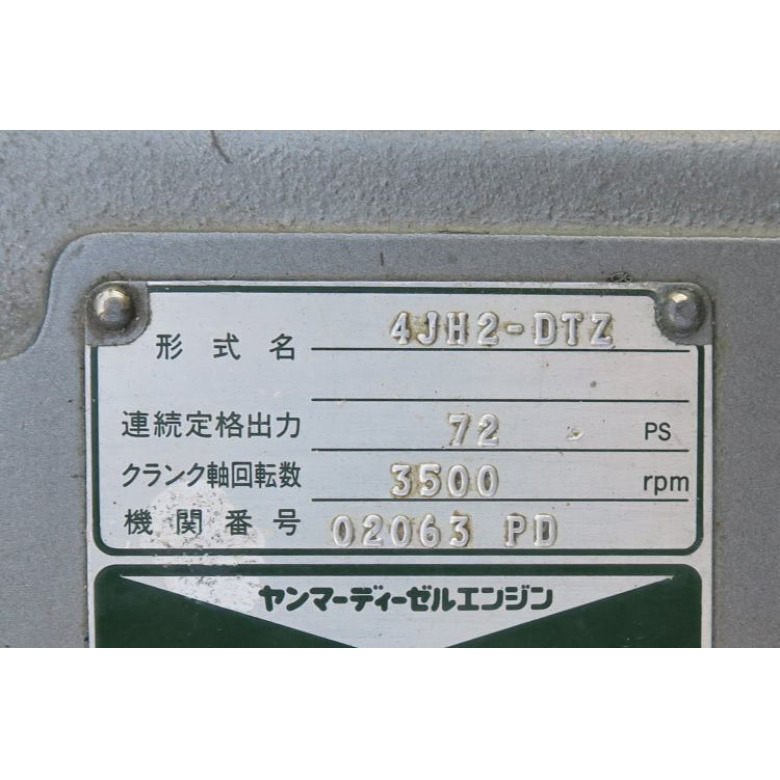 形式名 4JH2-DTZ
連続定格出力 72 PS
クランク軸回転数 3500 rpm
機関番号 02063 PD
ヤンマーディーゼルエンジン